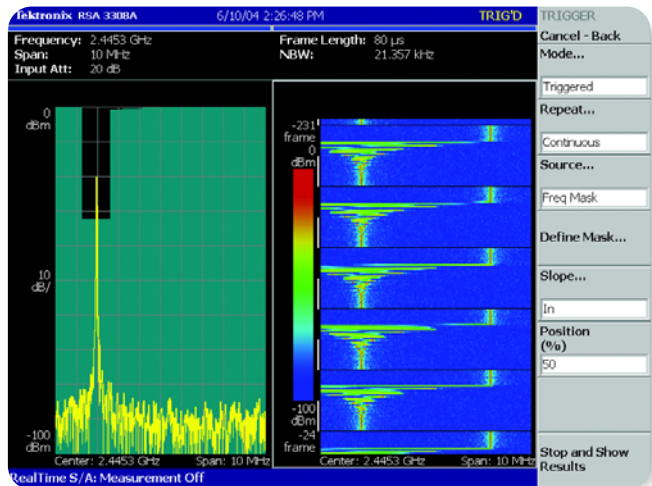 Tektronix RSA 3308A 6/10/04 2:26:48 PM TRIG'D
Frequency: 2.4453 GHz
Span: 10 MHz
Input Att: 20 dB
Frame Length: 80 µs
NBW: 21.357 kHz
0
dBm
10
dB/
-100
dBm
Center: 2.4453 GHz Span: 10 MHz
-231
frame
0
dBm
-100
dBm
-24
frame
Center: 2.4453 GHz Span: 10 MHz
RealTime S/A: Measurement Off
TRIGGER
Cancel - Back
Mode...
Triggered
Repeat...
Continuous
Source...
Freq Mask
Define Mask...
Slope...
In
Position
(%)
50
Stop and Show
Results